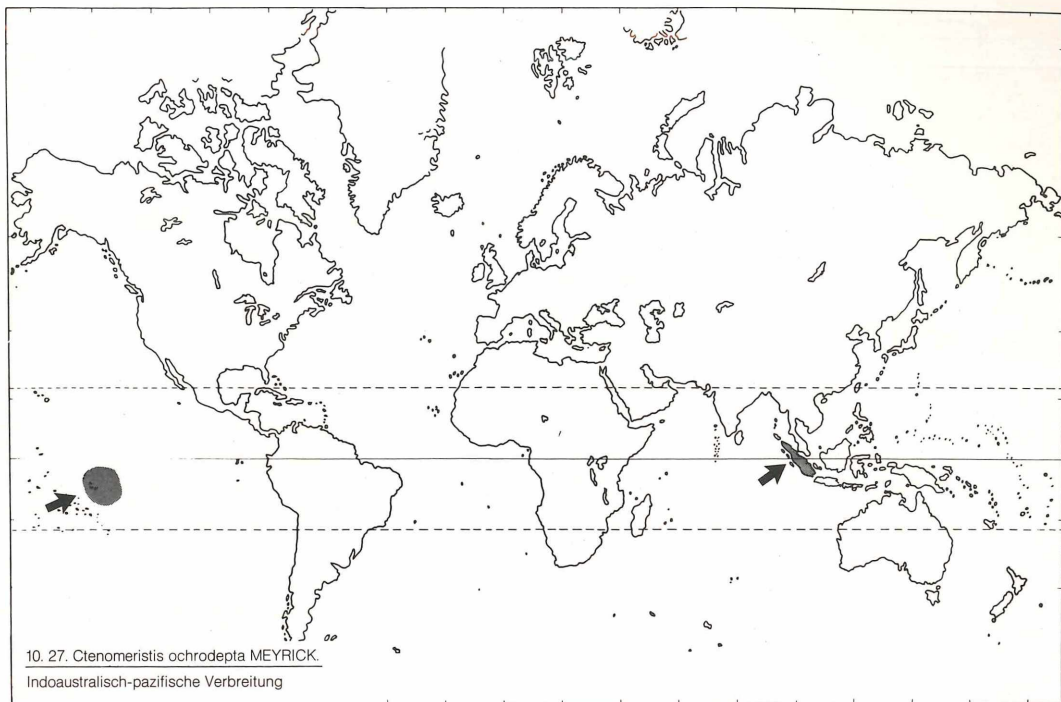 10. 27. Ctenomeristis ochrodepta MEYRICK.
Indoaustralisch-pazifische Verbreitung